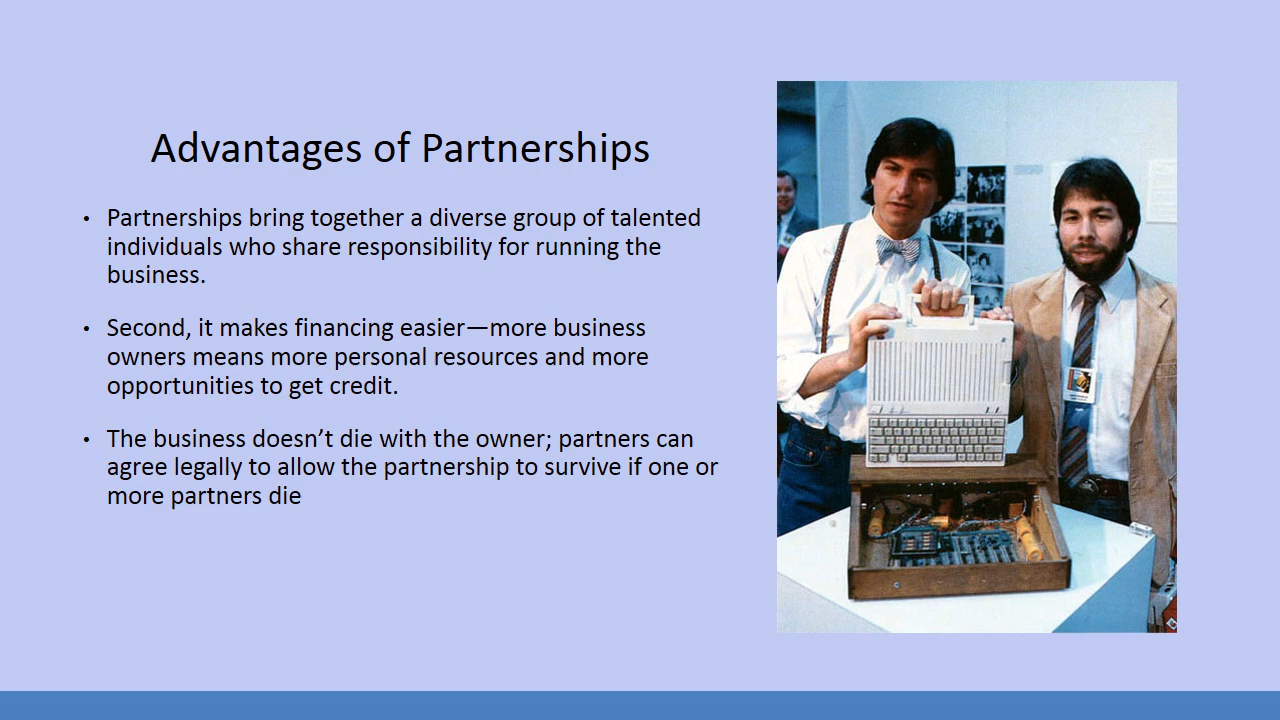 Advantages of Partnerships
• Partnerships bring together a diverse group of talented
individuals who share responsibility for running the
business.
• Second, it makes financing easier—more business
owners means more personal resources and more
opportunities to get credit.
• The business doesn’t die with the owner; partners can
agree legally to allow the partnership to survive if one or
more partners die